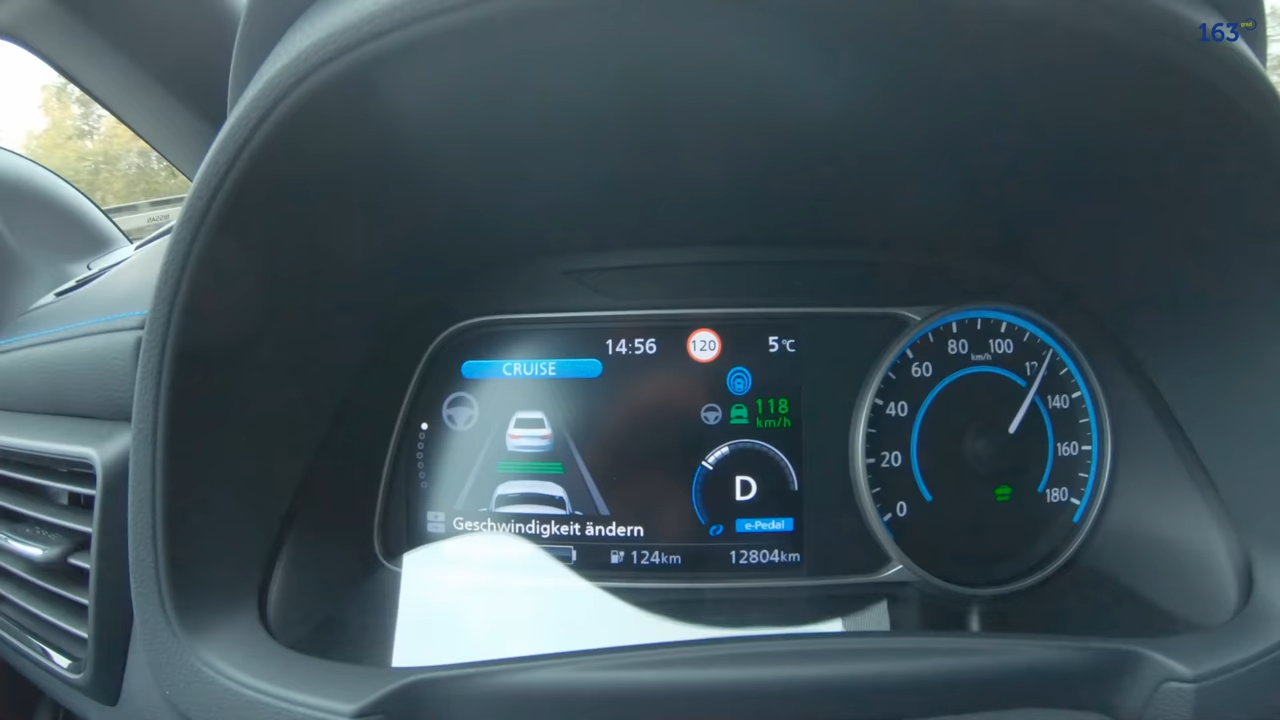 163 grad
14:56
120
5°C
CRUISE
118
km/h
D
Geschwindigkeit ändern
e-Pedal
124km
12804km
0
20
40
60
80
100
140
160
180
km/h